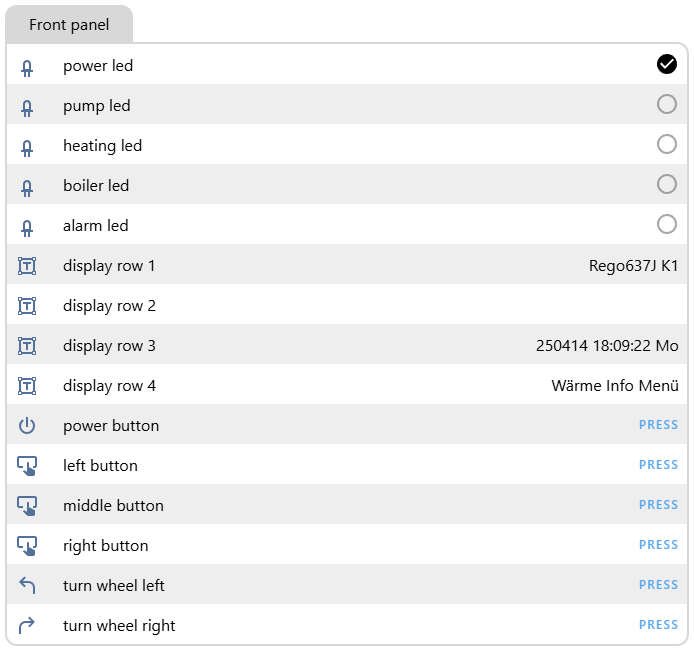 Front panel
power led
pump led
heating led
boiler led
alarm led
display row 1 Rego637J K1
display row 2
display row 3 250414 18:09:22 Mo
display row 4 Wärme Info Menü
power button PRESS
left button PRESS
middle button PRESS
right button PRESS
turn wheel left PRESS
turn wheel right PRESS